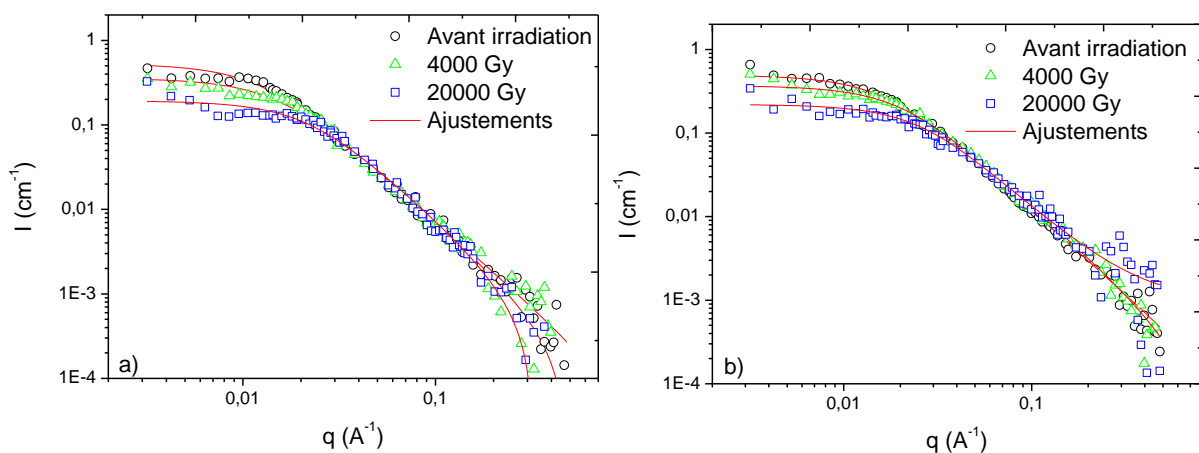 1
0,1
0,01
1E-3
1E-4
I (cm⁻¹)
Avant irradiation
4000 Gy
20000 Gy
Ajustements
a)
0,01
0,1
q (A⁻¹)
1
0,1
0,01
1E-3
1E-4
I (cm⁻¹)
Avant irradiation
4000 Gy
20000 Gy
Ajustements
b)
0,01
0,1
q (A⁻¹)